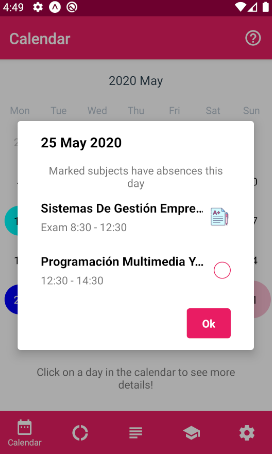 4:49
Calendar
2020 May
Mon Tue Wed Thu Fri Sat Sun
25 May 2020
Marked subjects have absences this
day
Sistemas De Gestión Empre...
Exam 8:30 - 12:30
A+
Programación Multimedia Y...
12:30 - 14:30
Ok
Click on a day in the calendar to see more
details!
Calendar